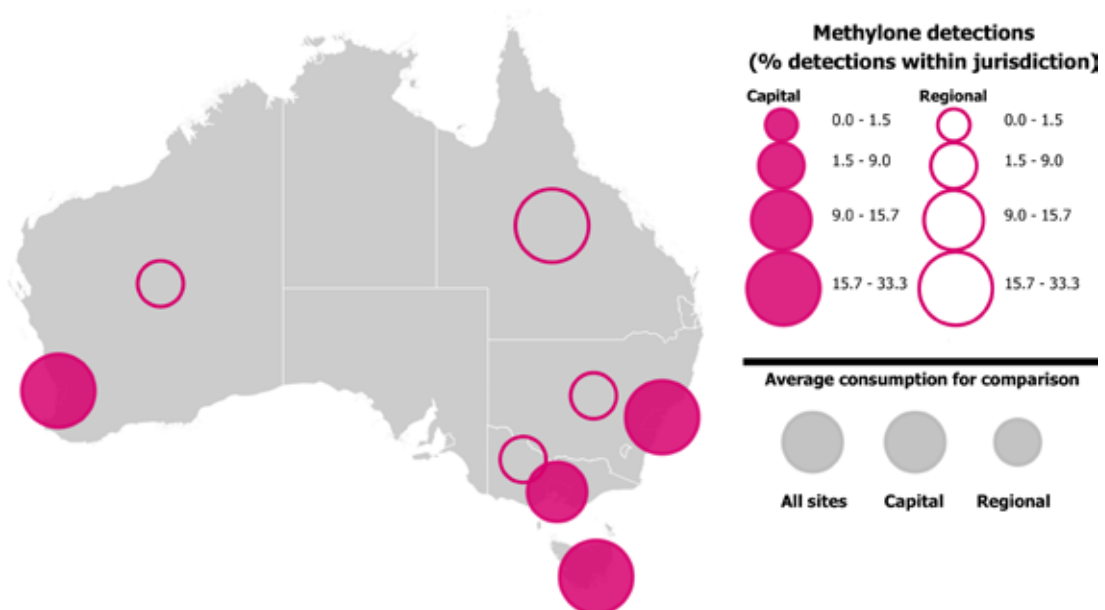 Methylone detections
(% detections within jurisdiction)
Capital Regional
0.0 - 1.5 0.0 - 1.5
1.5 - 9.0 1.5 - 9.0
9.0 - 15.7 9.0 - 15.7
15.7 - 33.3 15.7 - 33.3
Average consumption for comparison
All sites Capital Regional